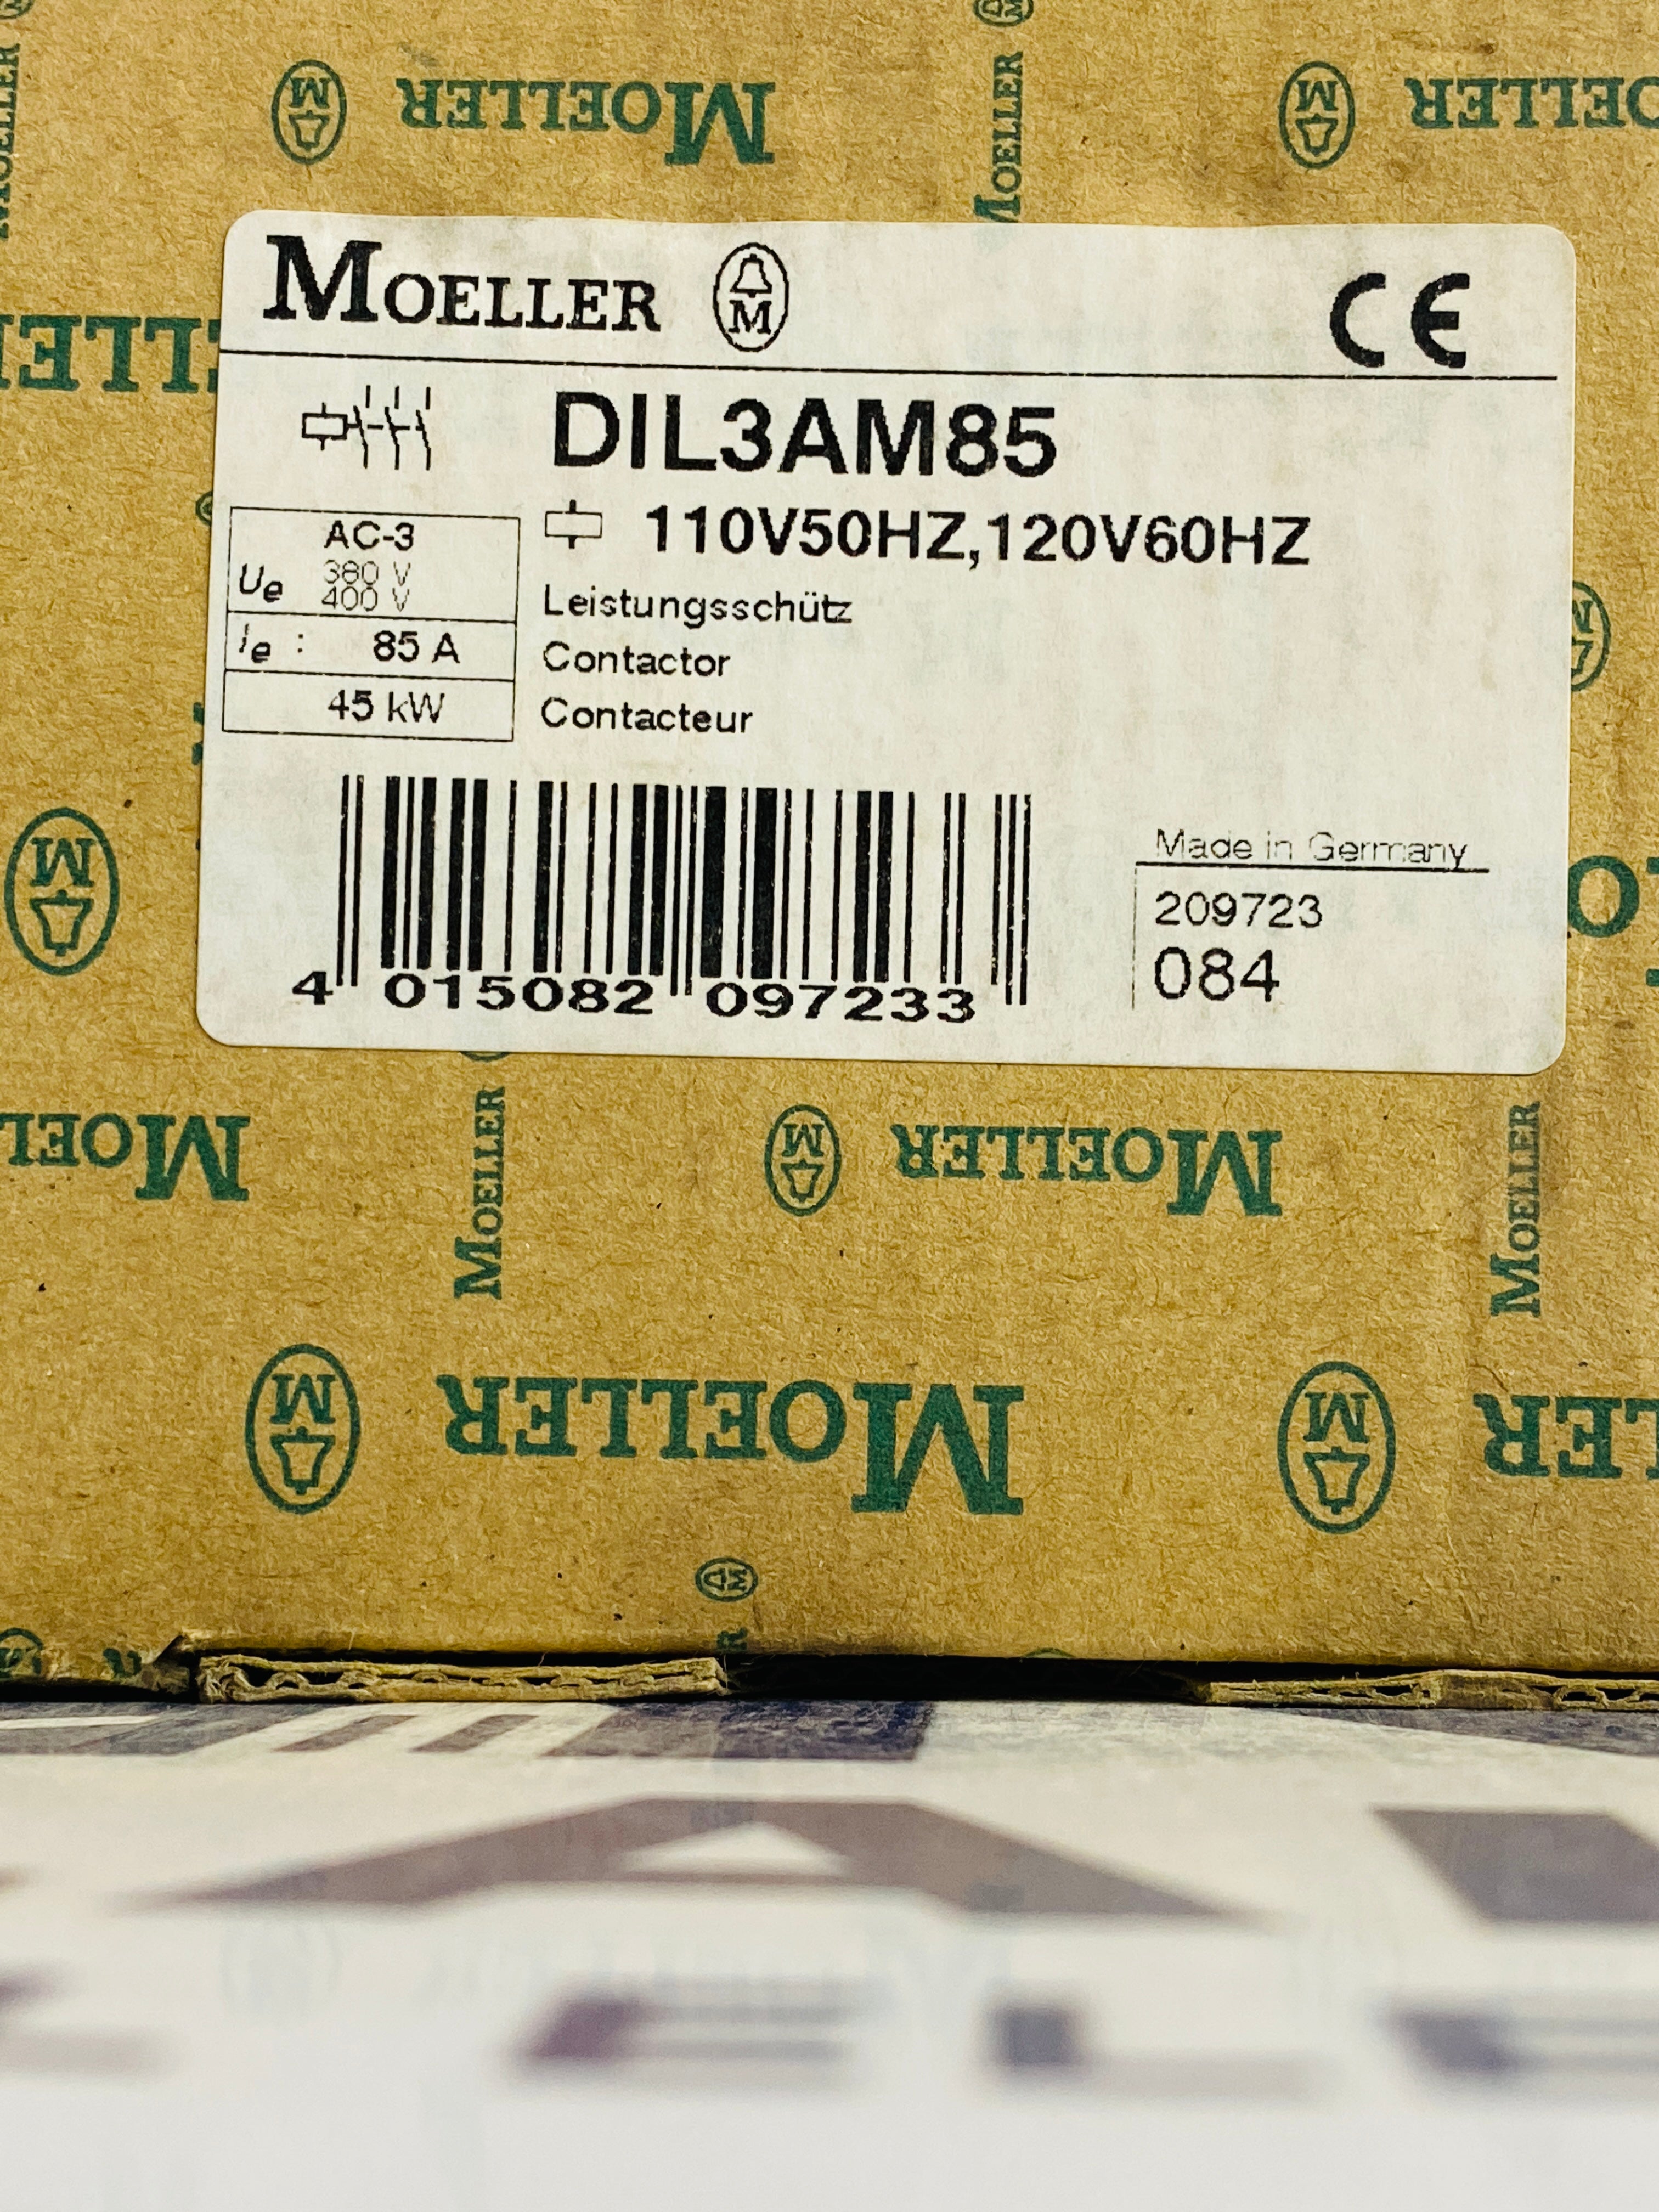 MOELLER
MOELLER
MOELLER
MOELLER M
CE
DIL3AM85
110V50HZ,120V60HZ
AC-3
Ue 380 V
400 V
Ie : 85 A
45 kW
Leistungsschütz
Contactor
Contacteur
Made in Germany
209723
084
4 015082 097233
MOELLER
MOELLER
MOELLER
MOELLER